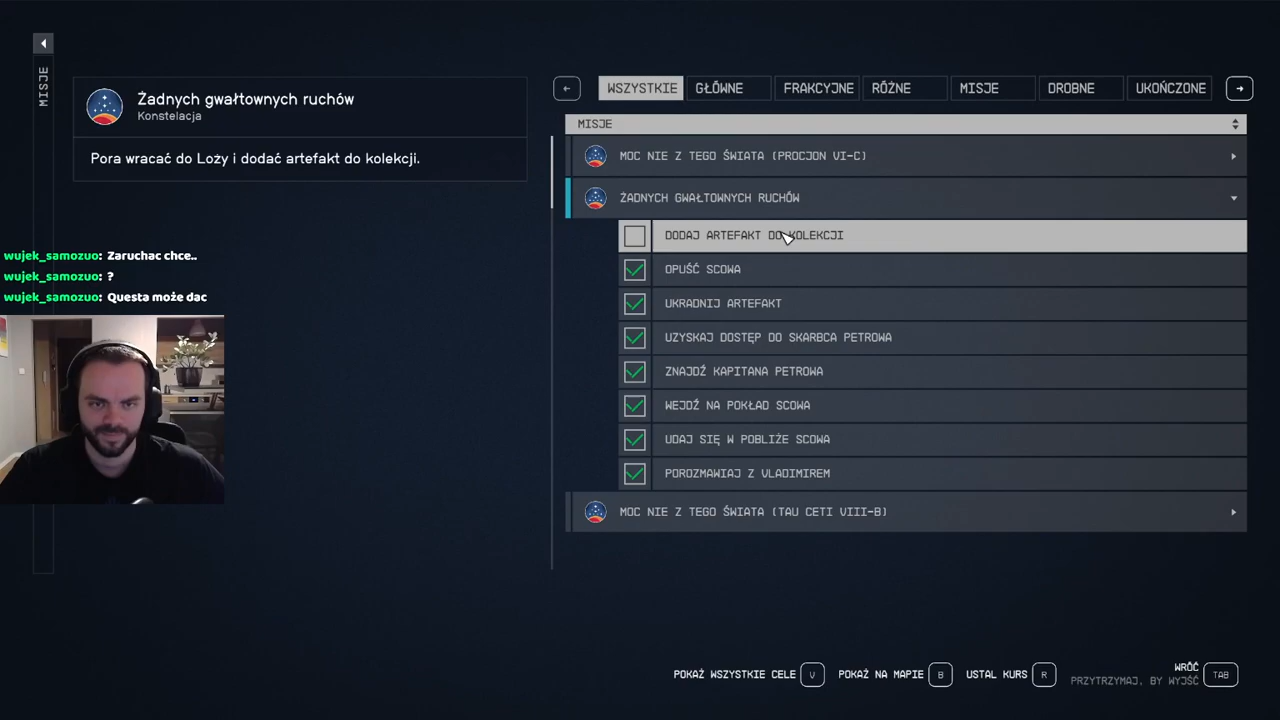 MISJE
Żadnych gwałtownych ruchów
Konstelacja
Pora wracać do Loży i dodać artefakt do kolekcji.
wujek_samozuo: Zaruchac chce..
wujek_samozuo: ?
wujek_samozuo: Questa może dac
WSZYSTKIE
GŁÓWNE
FRAKCYJNE
RÓŻNE
MISJE
DROBNE
UKOŃCZONE
MISJE
MOC NIE Z TEGO ŚWIATA (PROCJON VI-C)
ŻADNYCH GWAŁTOWNYCH RUCHÓW
DODAJ ARTEFAKT DO KOLEKCJI
OPUŚĆ SCOWA
UKRADNIJ ARTEFAKT
UZYSKAJ DOSTĘP DO SKARBCA PETROWA
ZNAJDŹ KAPITANA PETROWA
WEJDŹ NA POKŁAD SCOWA
UDAJ SIĘ W POBLIŻE SCOWA
POROZMAWIAJ Z VLADIMIREM
MOC NIE Z TEGO ŚWIATA (TAU CETI VIII-B)
POKAŻ WSZYSTKIE CELE V
POKAŻ NA MAPIE B
USTAL KURS R
WRÓĆ
PRZYTRZYMAJ, BY WYJŚĆ TAB